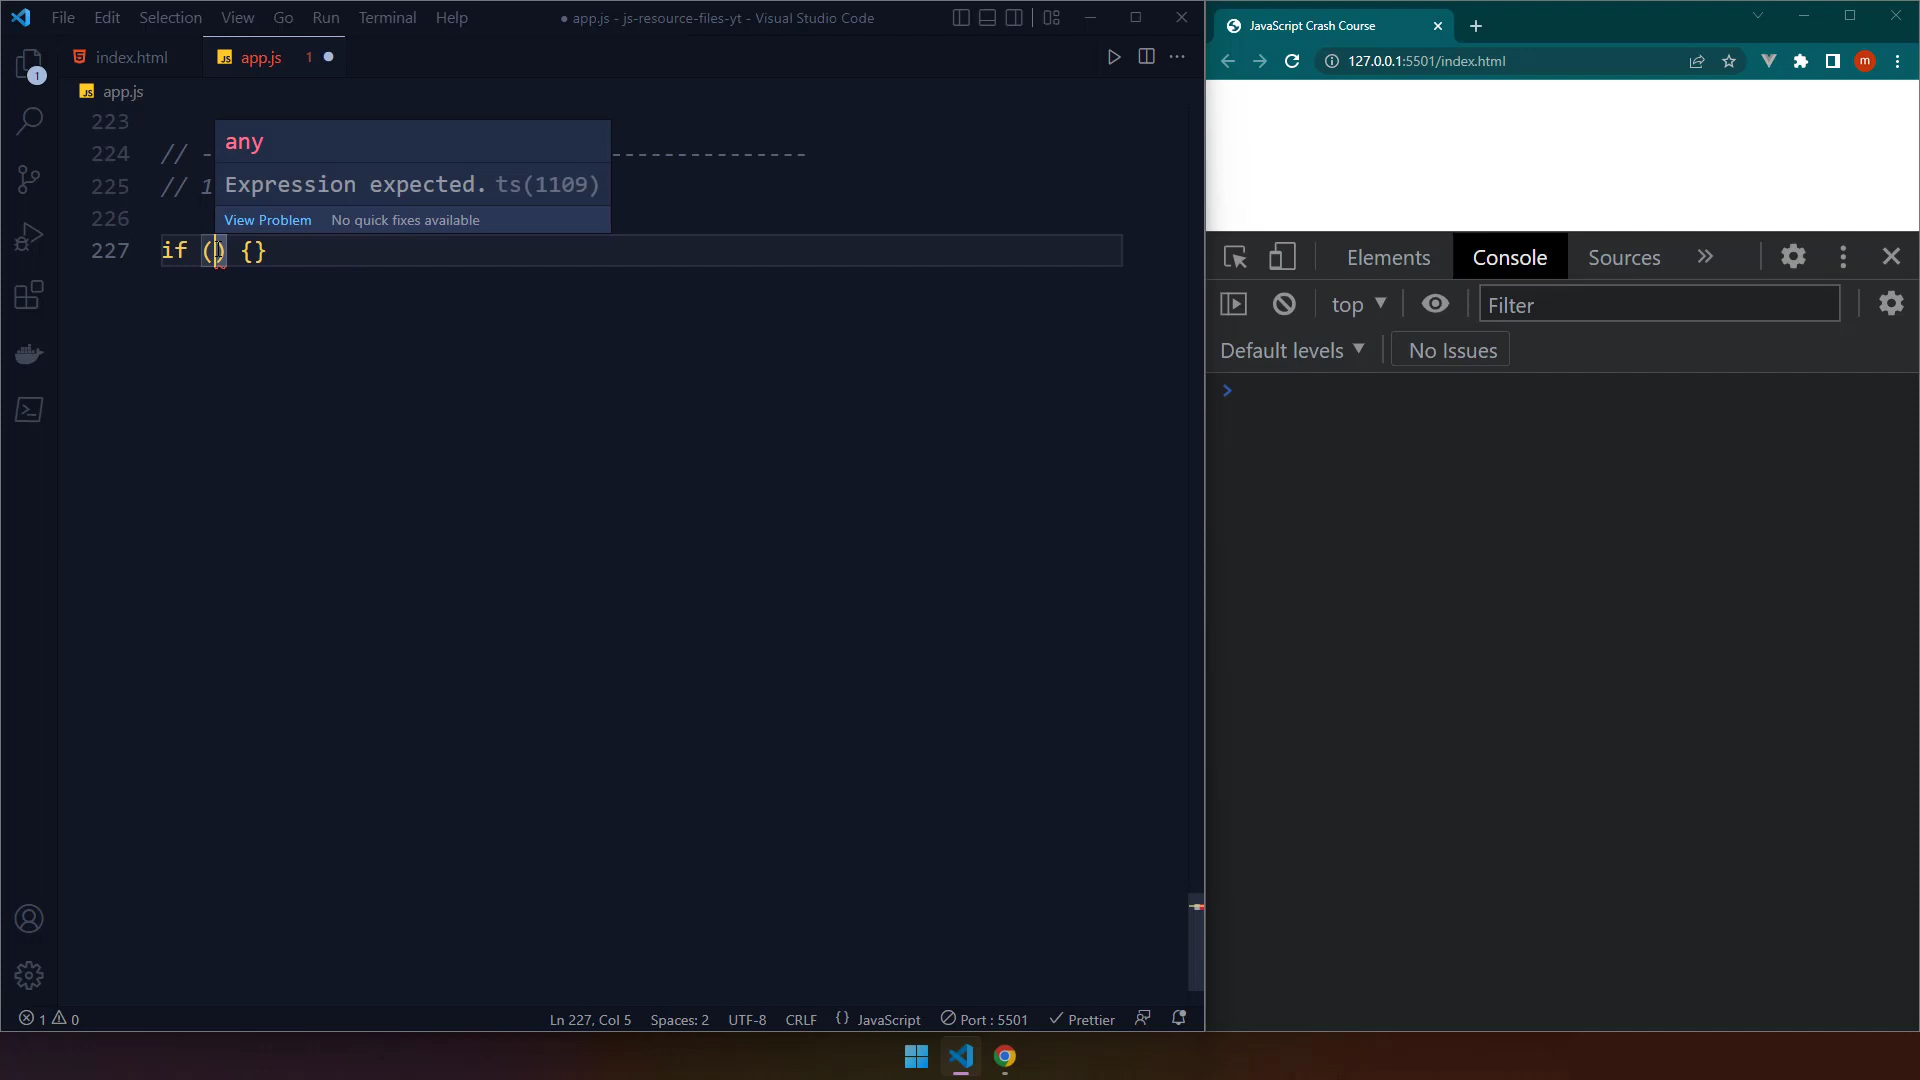 File Edit Selection View Go Run Terminal Help
● app.js - js-resource-files-yt - Visual Studio Code
index.html
JS app.js 1
JS app.js
1
223
224 // - ---------------
225 // 1
226
227 if () {}
any
Expression expected. ts(1109)
View Problem No quick fixes available
1 0
Ln 227, Col 5 Spaces: 2 UTF-8 CRLF {} JavaScript Port : 5501 Prettier
JavaScript Crash Course
127.0.0.1:5501/index.html
m
Elements Console Sources
top
Filter
Default levels
No Issues
>